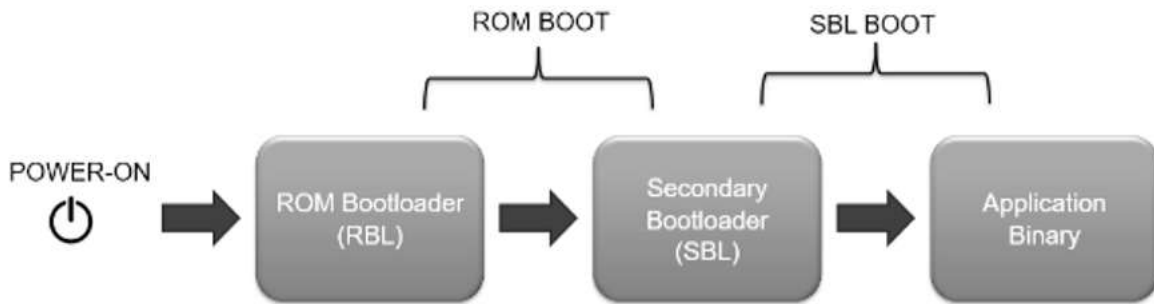 ROM BOOT
SBL BOOT
POWER-ON
ROM Bootloader
(RBL)
Secondary
Bootloader
(SBL)
Application
Binary